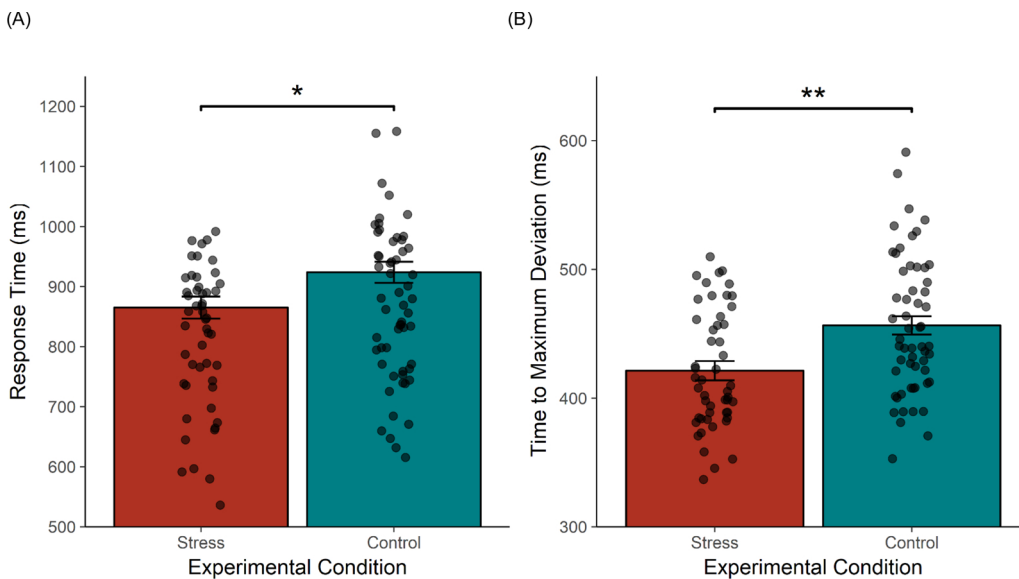 (A)
(B)
Response Time (ms)
1200
1100
1000
900
800
700
600
500
*
Stress
Control
Experimental Condition
Time to Maximum Deviation (ms)
600
500
400
300
**
Stress
Control
Experimental Condition